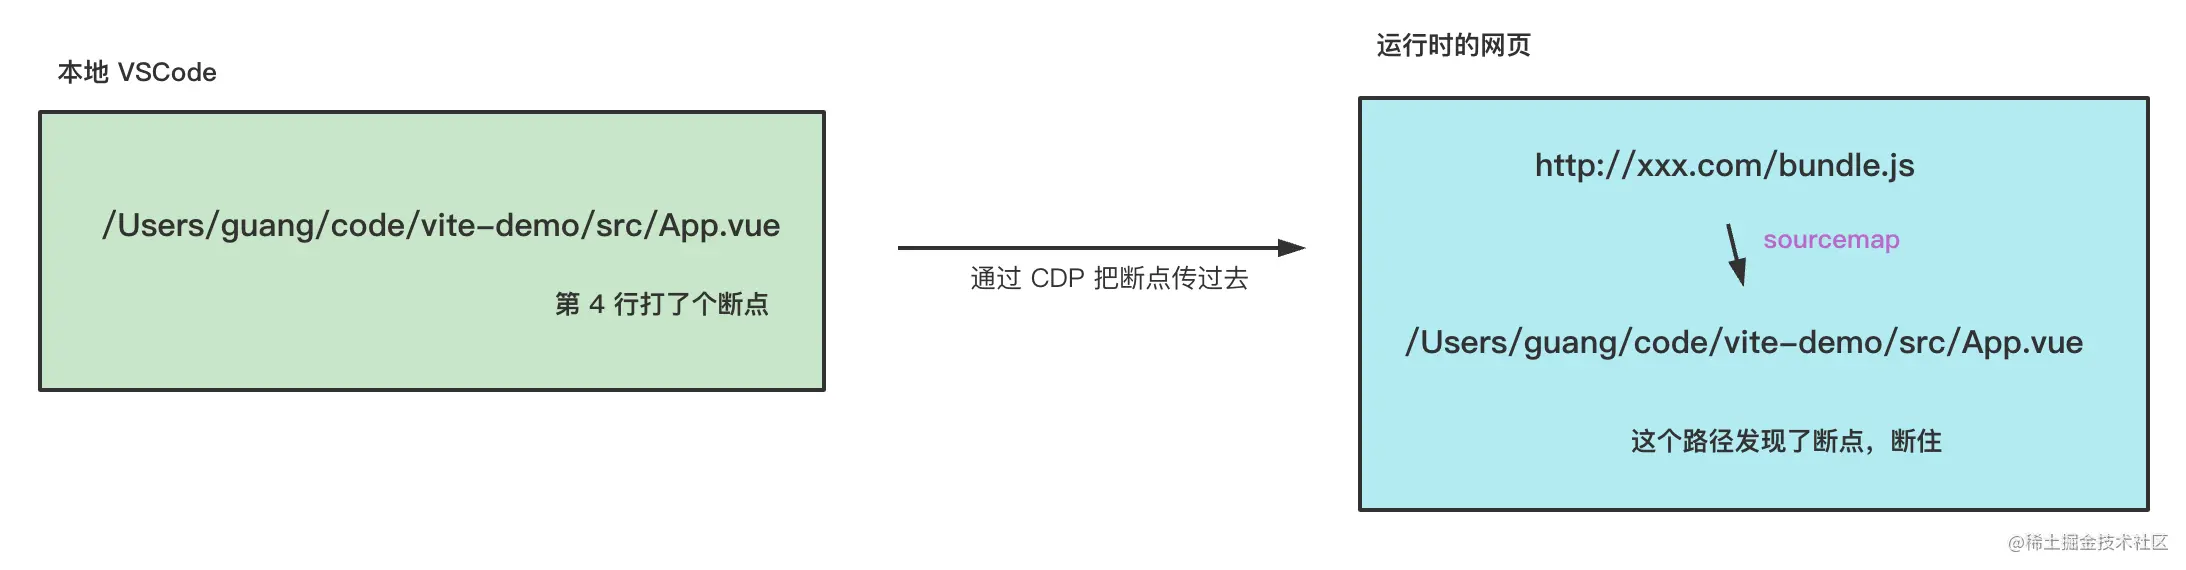 本地 VSCode
/Users/guang/code/vite-demo/src/App.vue
第 4 行打了个断点
通过 CDP 把断点传过去
运行时的网页
http://xxx.com/bundle.js
sourcemap
/Users/guang/code/vite-demo/src/App.vue
这个路径发现了断点，断住
@稀土掘金技术社区